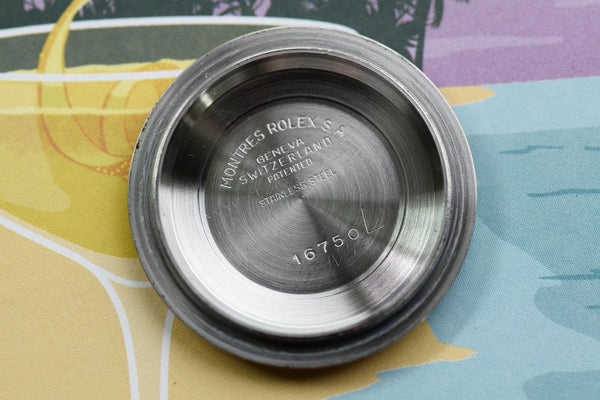 MONTRES ROLEX S.A.
GENEVA
SWITZERLAND
PATENTED
STAINLESS STEEL
16750 L